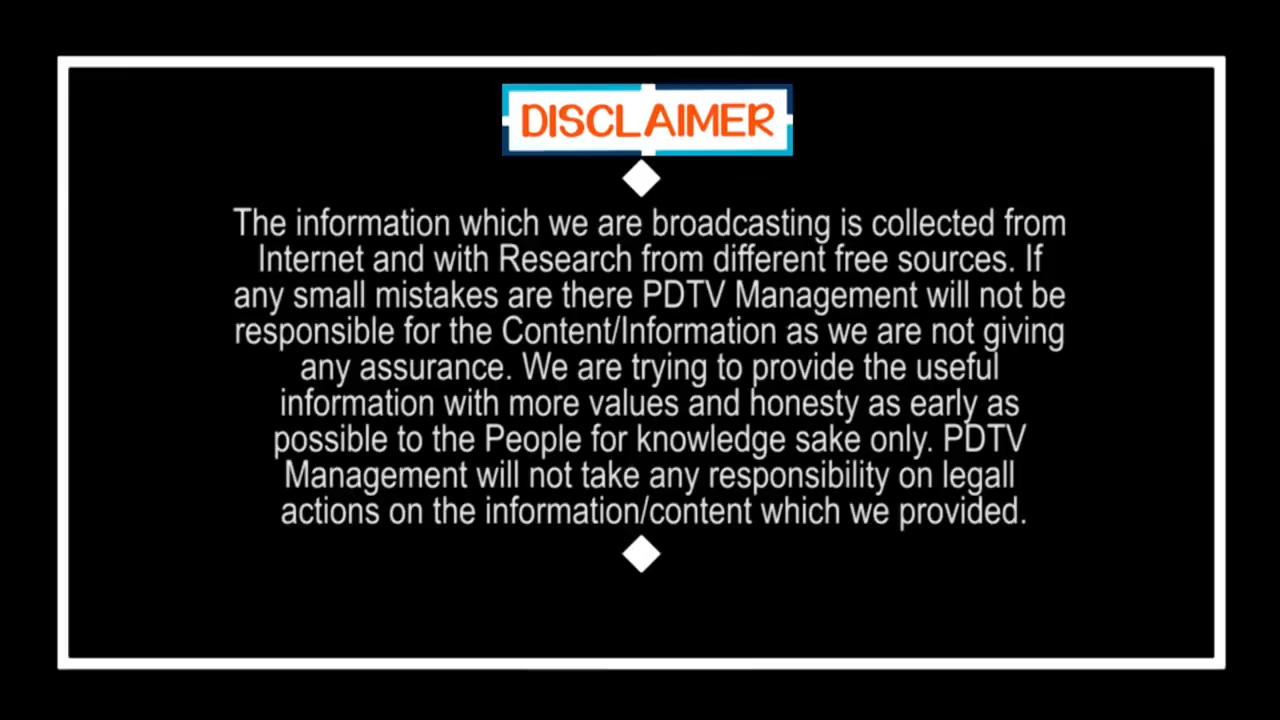 DISCLAIMER
The information which we are broadcasting is collected from
Internet and with Research from different free sources. If
any small mistakes are there PDTV Management will not be
responsible for the Content/Information as we are not giving
any assurance. We are trying to provide the useful
information with more values and honesty as early as
possible to the People for knowledge sake only. PDTV
Management will not take any responsibility on legall
actions on the information/content which we provided.